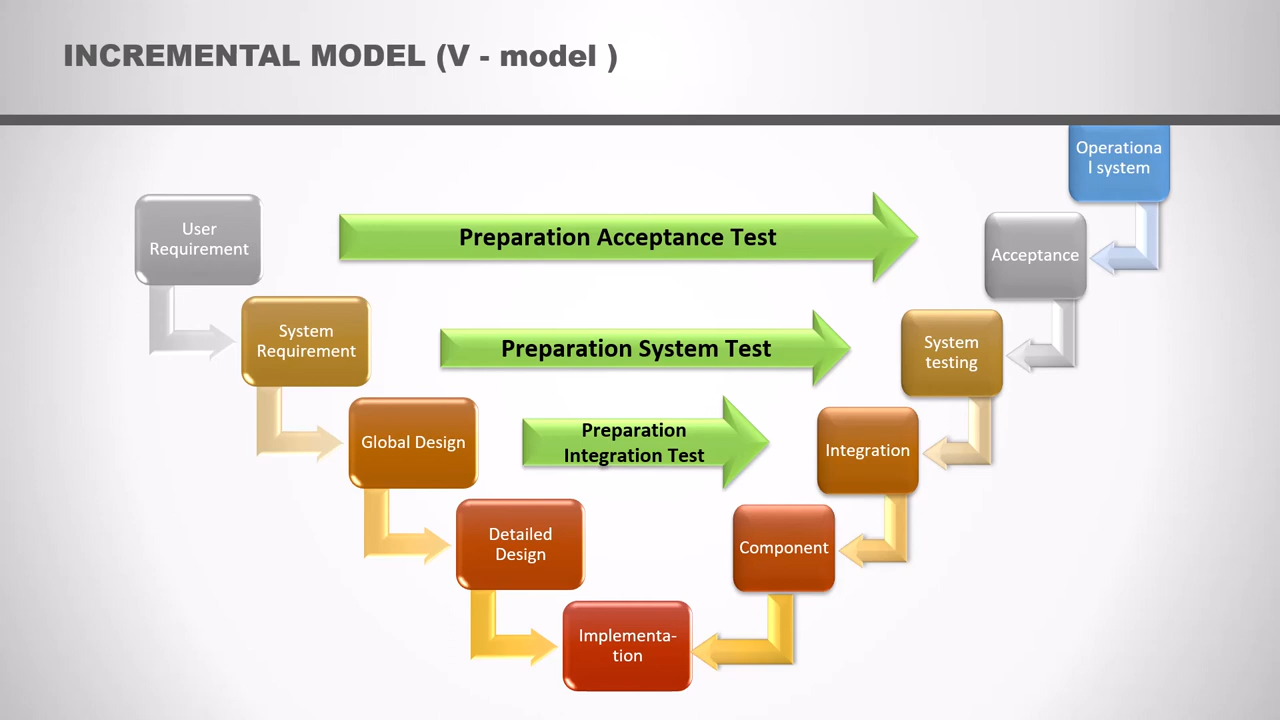 INCREMENTAL MODEL (V - model )
Operationa
l system
User
Requirement
Preparation Acceptance Test
Acceptance
System
Requirement
Preparation System Test
System
testing
Global Design
Preparation
Integration Test
Integration
Detailed
Design
Component
Implementa-
tion